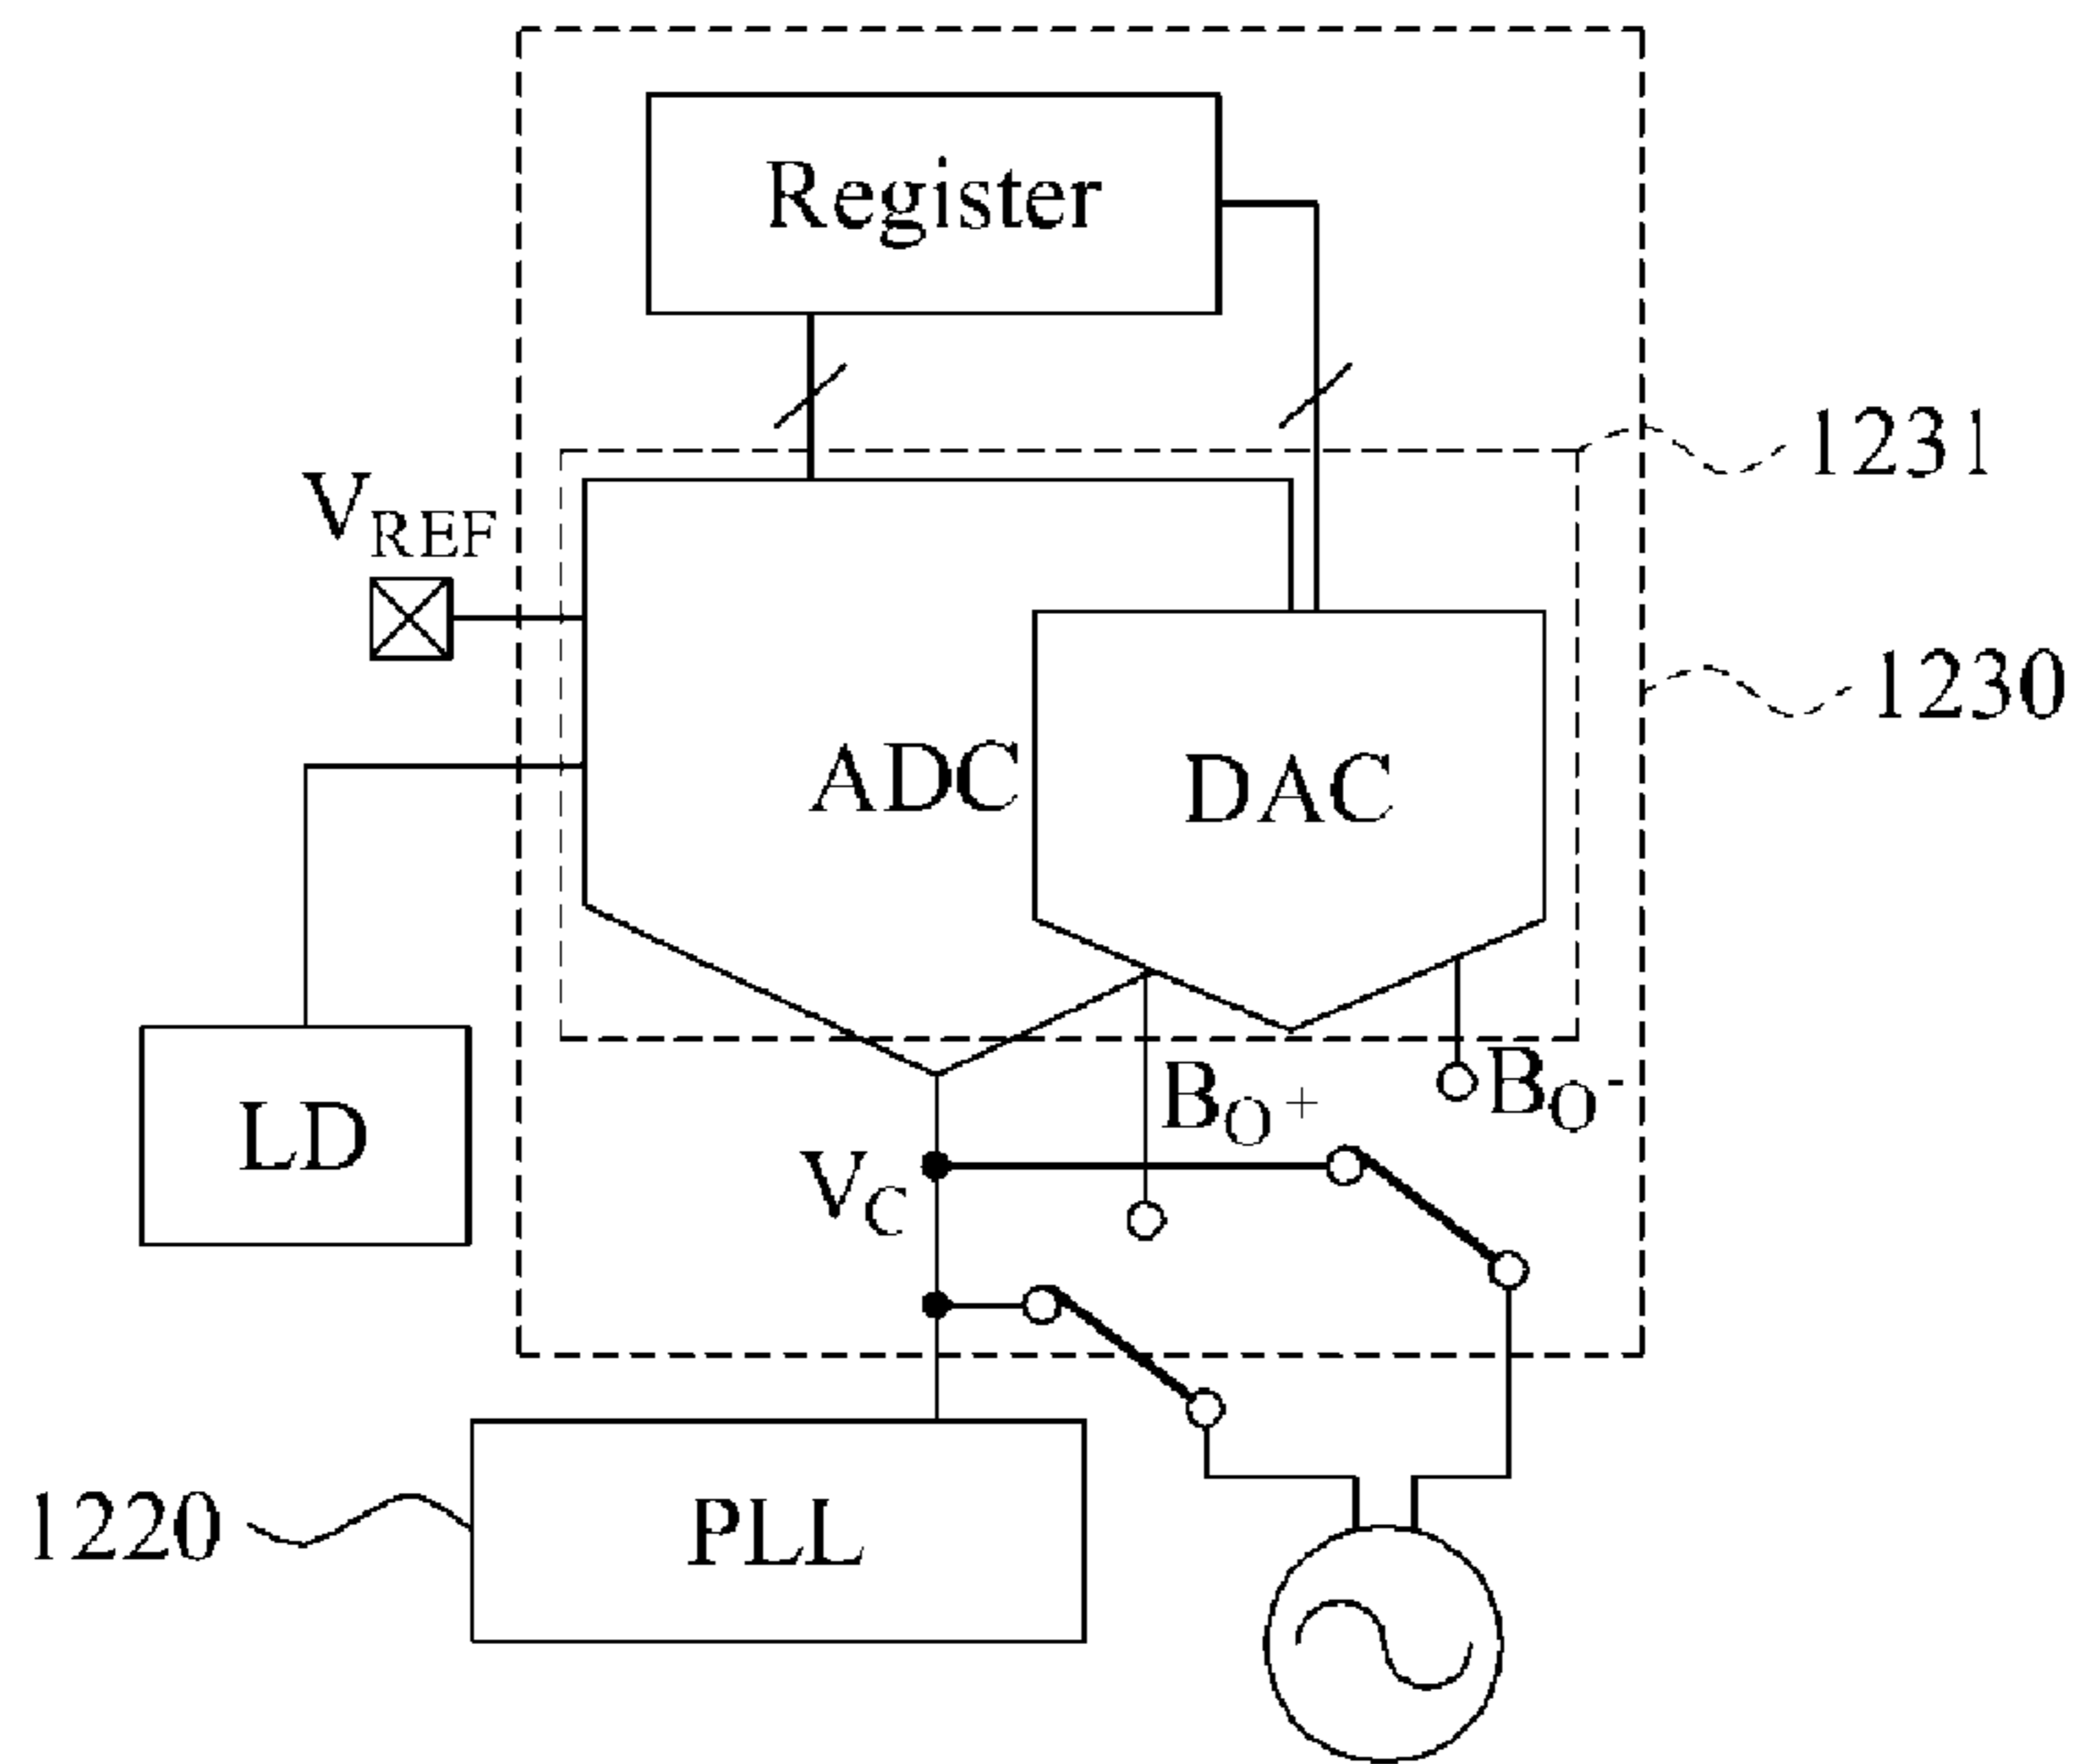 Register
1231
VREF
1230
ADC
DAC
BO+
BO-
LD
VC
1220
PLL